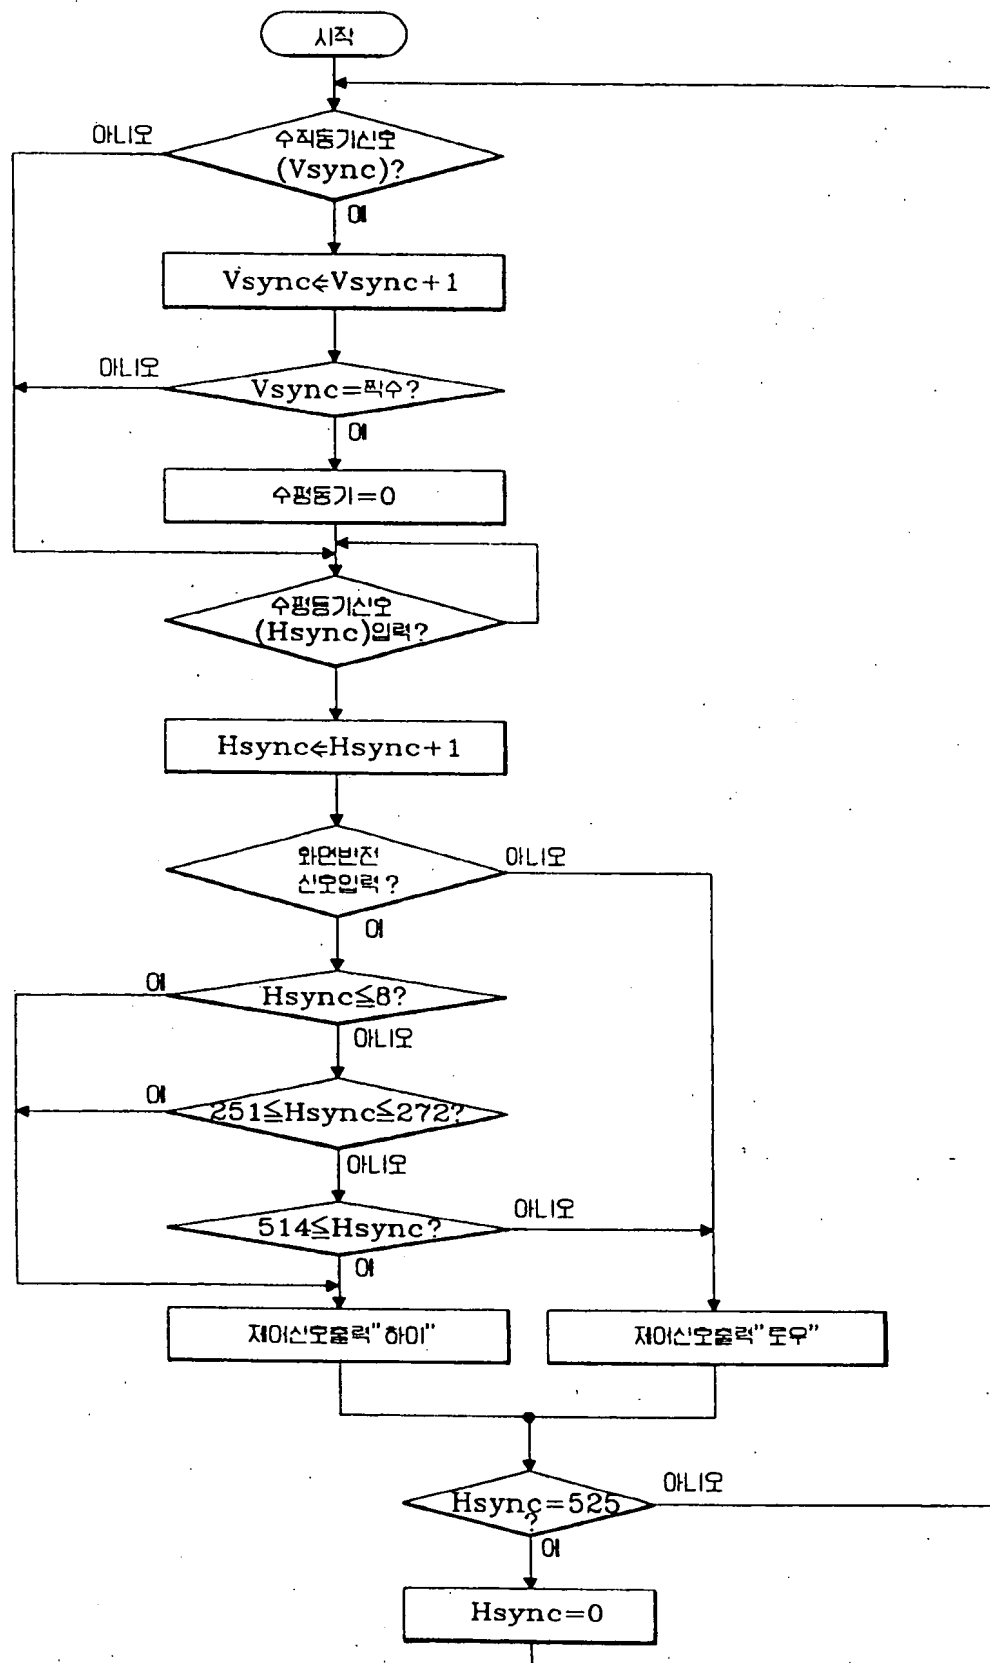 시작
아니오
수직동기신호
(Vsync)?
예
Vsync⇐Vsync+1
아니오
Vsync=짝수?
예
수평동기=0
수평동기신호
(Hsync)입력?
Hsync⇐Hsync+1
화면반전
신호입력?
아니오
예
예
Hsync≦8?
아니오
예
251≦Hsync≦272?
아니오
514≦Hsync?
아니오
예
제어신호출력"하이"
제어신호출력"로우"
Hsync=525
?
아니오
예
Hsync=0